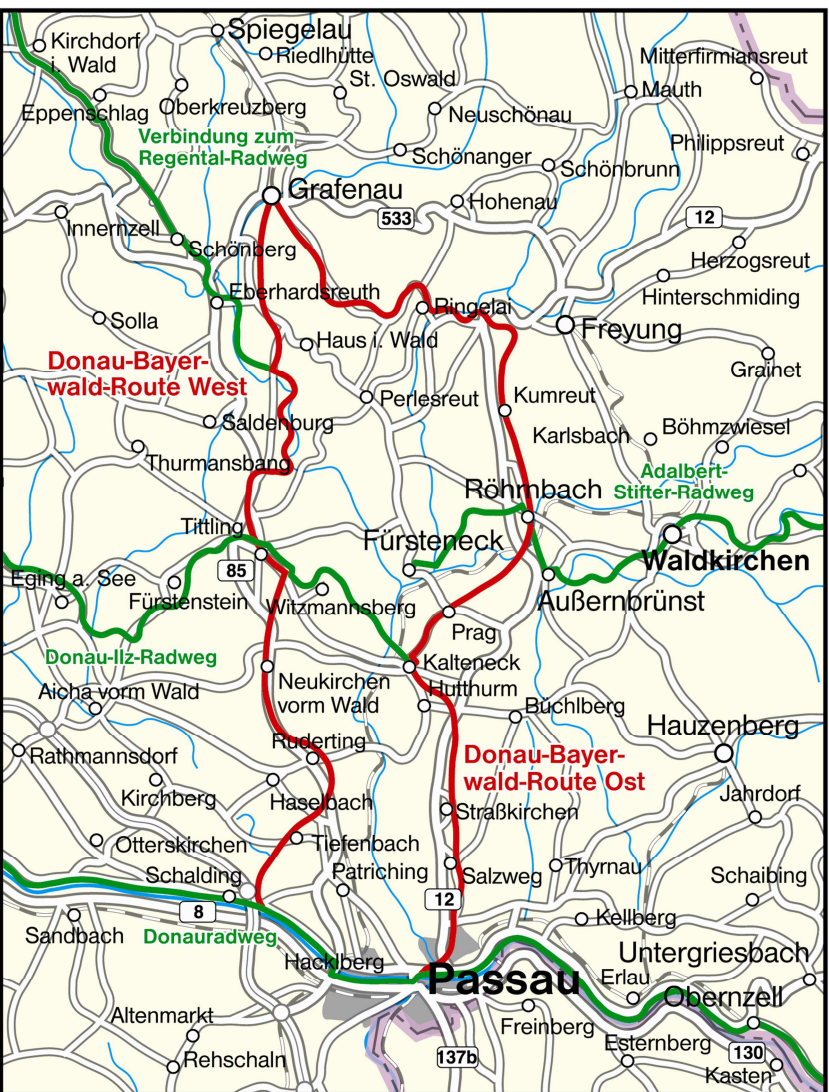 Kirchdorf
i. Wald
Spiegelau
Riedlhütte
Mitterfirmiansreut
St. Oswald
Mauth
Eppenschlag
Oberkreuzberg
Neuschönau
Verbindung zum
Regental-Radweg
Philippsreut
Schönanger
Schönbrunn
Grafenau
Hohenau
533
12
Innernzell
Schönberg
Herzogsreut
Hinterschmiding
Eberhardsreuth
Ringelai
Solla
Freyung
Haus i. Wald
Donau-Bayer-
wald-Route West
Grainet
Perlesreut
Kumreut
Saldenburg
Karlsbach
Böhmzwiesel
Thurmansbang
Adalbert-
Stifter-Radweg
Röhrnbach
Tittling
Fürsteneck
Waldkirchen
85
Eging a. See
Fürstenstein
Witzmannsberg
Außernbrünst
Prag
Donau-Ilz-Radweg
Kalteneck
Neukirchen
vorm Wald
Hutthurm
Aicha vorm Wald
Büchlberg
Hauzenberg
Ruderting
Rathmannsdorf
Donau-Bayer-
wald-Route Ost
Kirchberg
Haselbach
Jahrdorf
Straßkirchen
Otterskirchen
Tiefenbach
Schalding
Patriching
Salzweg
Thyrnau
Schaibing
8
12
Kellberg
Sandbach
Donauradweg
Untergriesbach
Hacklberg
Passau
Erlau
Obernzell
Altenmarkt
Freinberg
Esternberg
Rehschaln
137b
130
Kasten